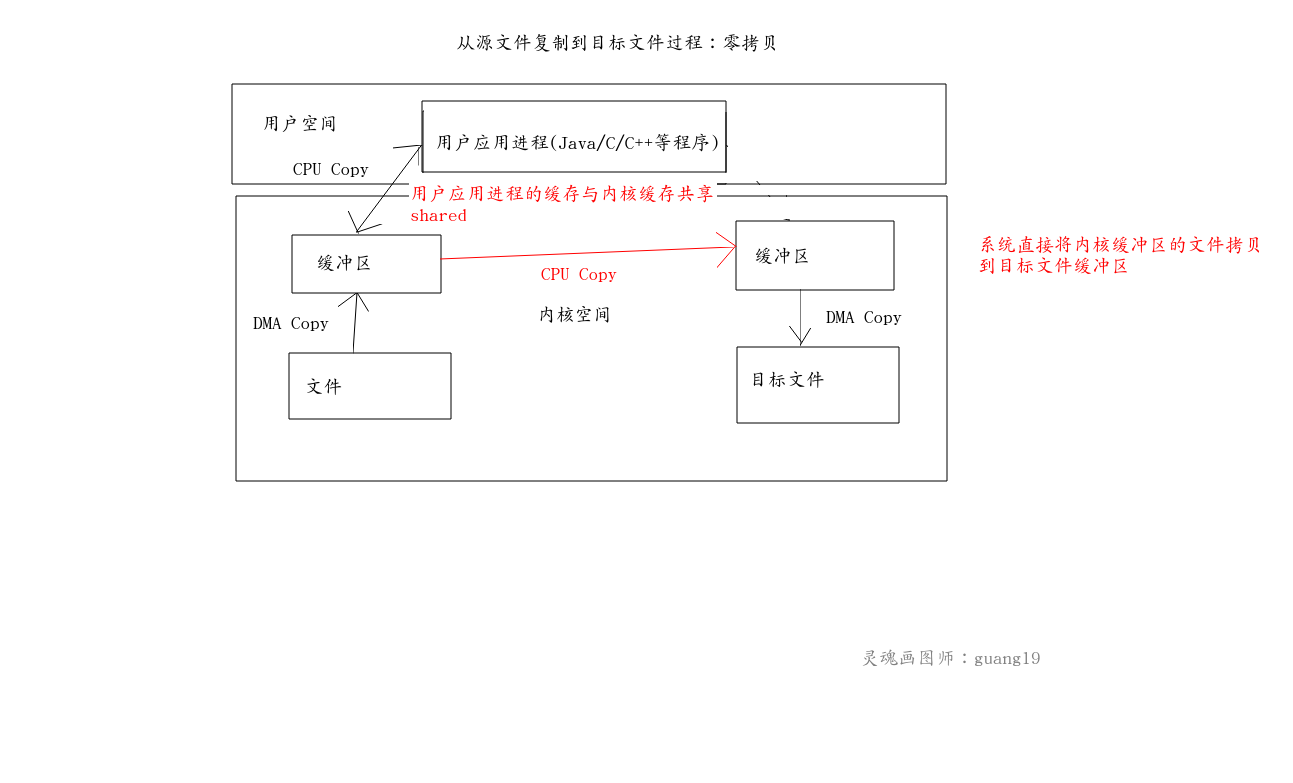 从源文件复制到目标文件过程：零拷贝
用户空间
用户应用进程(Java/C/C++等程序)
CPU Copy
用户应用进程的缓存与内核缓存共享
shared
缓冲区
缓冲区
系统直接将内核缓冲区的文件拷贝
到目标文件缓冲区
CPU Copy
内核空间
DMA Copy
DMA Copy
文件
目标文件
灵魂画图师：guang19